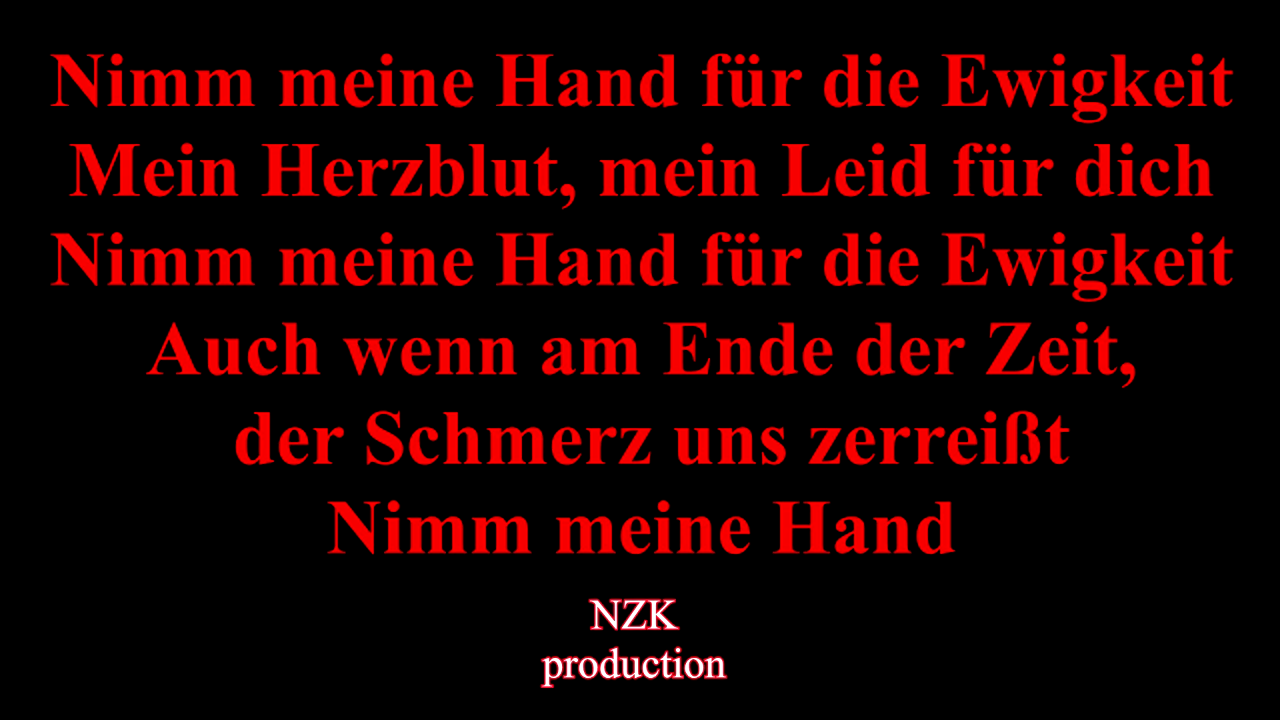 Nimm meine Hand für die Ewigkeit
Mein Herzblut, mein Leid für dich
Nimm meine Hand für die Ewigkeit
Auch wenn am Ende der Zeit,
der Schmerz uns zerreißt
Nimm meine Hand
NZK
production